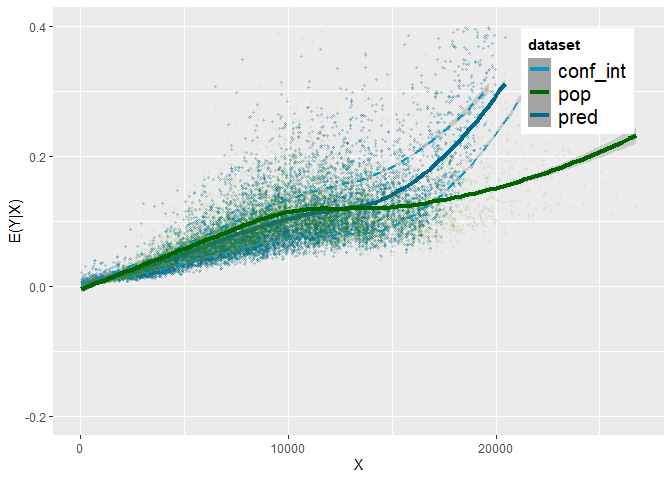 0.4
dataset
conf_int
pop
pred
0.2
E(Y|X)
0.0
-0.2
0
10000
20000
X